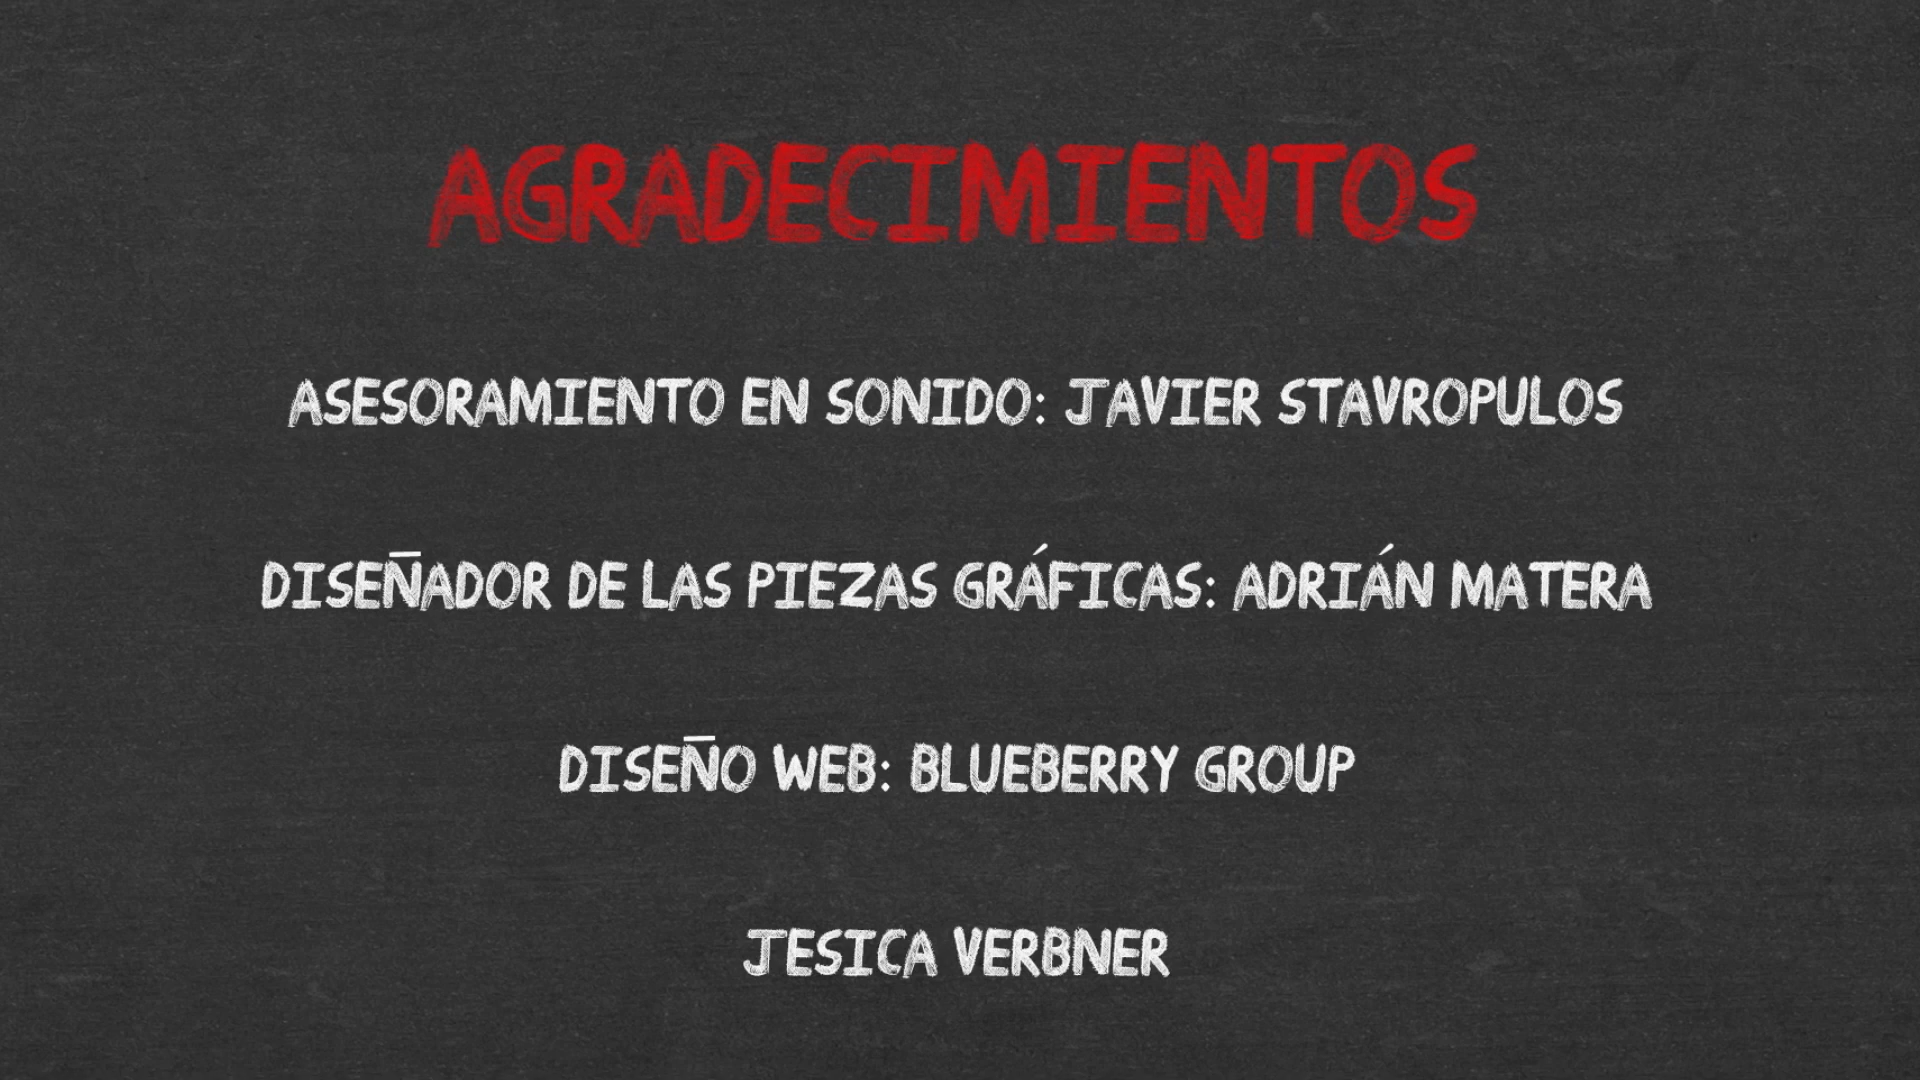 AGRADECIMIENTOS
ASESORAMIENTO EN SONIDO: JAVIER STAVROPULOS
DISEÑADOR DE LAS PIEZAS GRÁFICAS: ADRIÁN MATERA
DISEÑO WEB: BLUEBERRY GROUP
JESICA VERBNER